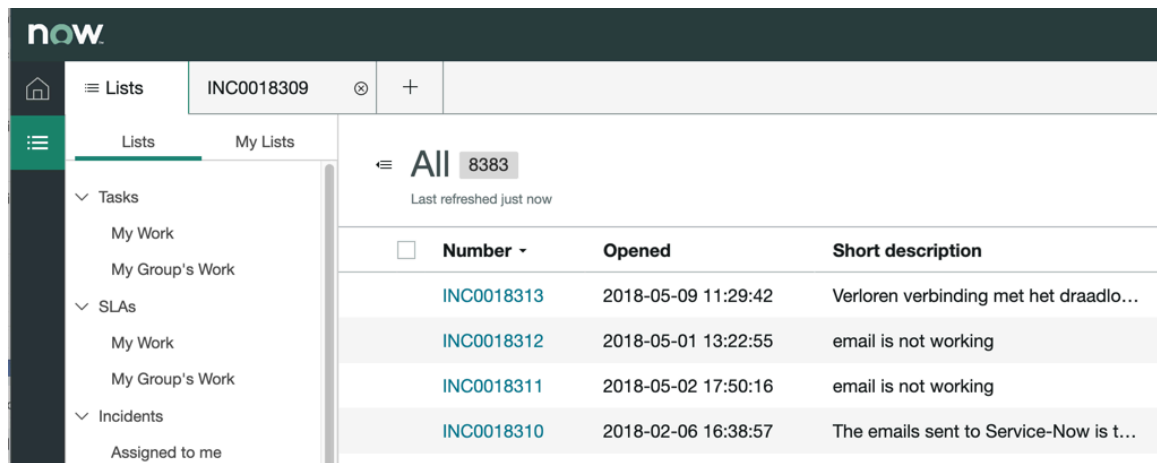 now.
Lists INC0018309
Lists My Lists
Tasks
My Work
My Group's Work
SLAs
My Work
My Group's Work
Incidents
Assigned to me
All 8383
Last refreshed just now
Number Opened Short description
INC0018313 2018-05-09 11:29:42 Verloren verbinding met het draadlo...
INC0018312 2018-05-01 13:22:55 email is not working
INC0018311 2018-05-02 17:50:16 email is not working
INC0018310 2018-02-06 16:38:57 The emails sent to Service-Now is t...